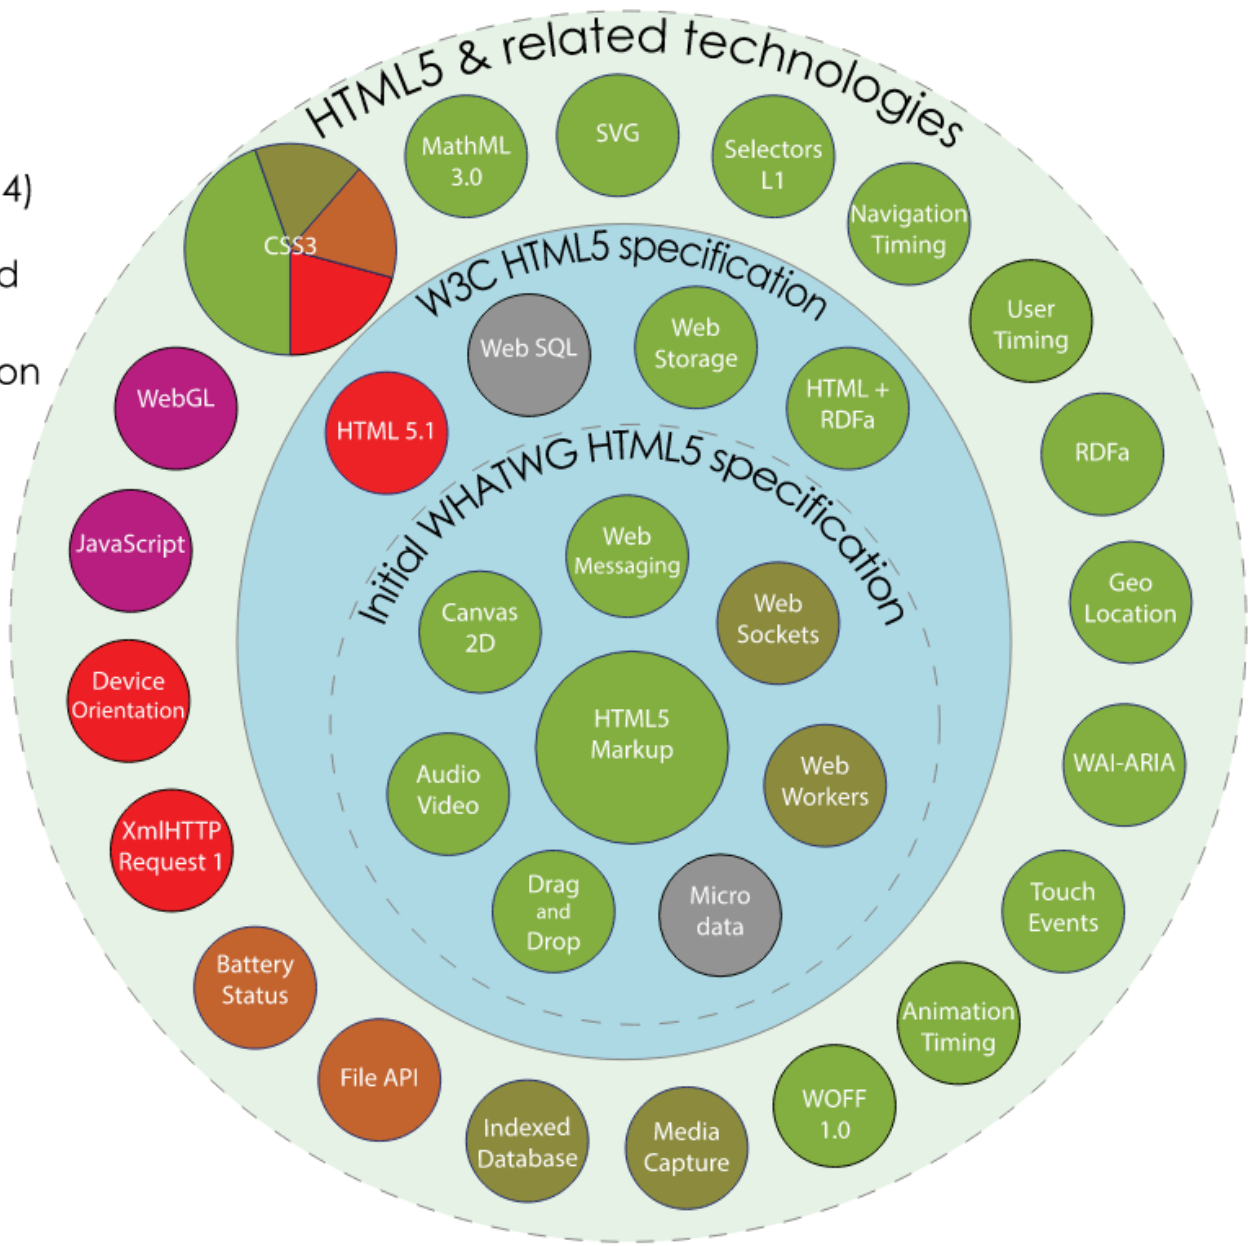 HTML5 & related technologies
4)
d
on
MathML
3.0
SVG
Selectors
L1
Navigation
Timing
User
Timing
RDFa
Geo
Location
WAI-ARIA
Touch
Events
Animation
Timing
WOFF
1.0
Media
Capture
Indexed
Database
File API
Battery
Status
XmlHTTP
Request 1
Device
Orientation
JavaScript
WebGL
CSS3
W3C HTML5 specification
HTML 5.1
Web SQL
Web
Storage
HTML +
RDFa
Initial WHATWG HTML5 specification
Web
Messaging
Web
Sockets
Web
Workers
Micro
data
Drag
and
Drop
Audio
Video
Canvas
2D
HTML5
Markup